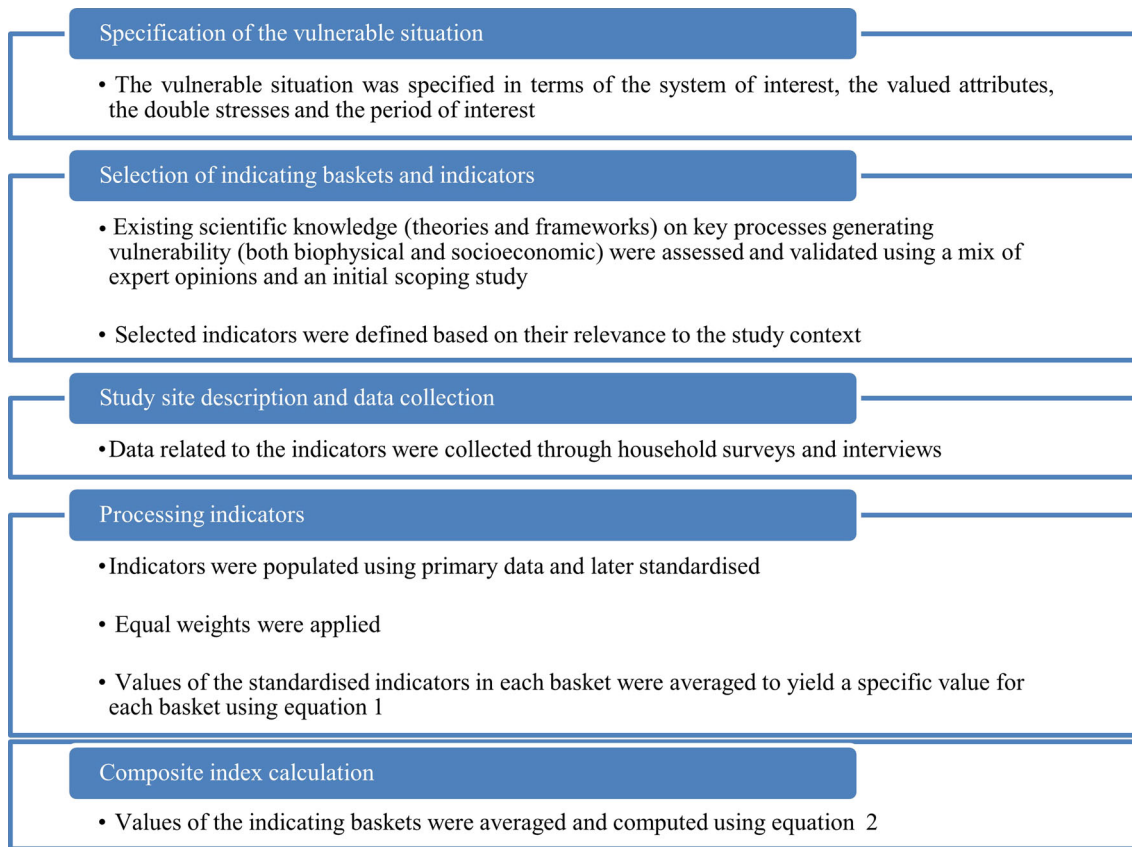 Specification of the vulnerable situation
• The vulnerable situation was specified in terms of the system of interest, the valued attributes,
the double stresses and the period of interest
Selection of indicating baskets and indicators
• Existing scientific knowledge (theories and frameworks) on key processes generating
vulnerability (both biophysical and socioeconomic) were assessed and validated using a mix of
expert opinions and an initial scoping study
• Selected indicators were defined based on their relevance to the study context
Study site description and data collection
•Data related to the indicators were collected through household surveys and interviews
Processing indicators
•Indicators were populated using primary data and later standardised
• Equal weights were applied
• Values of the standardised indicators in each basket were averaged to yield a specific value for
each basket using equation 1
Composite index calculation
• Values of the indicating baskets were averaged and computed using equation 2